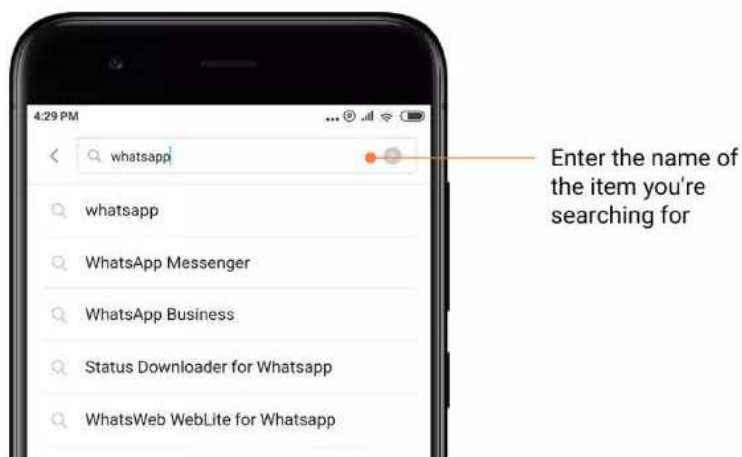 4:29 PM
whatsapp
Enter the name of
the item you're
searching for
whatsapp
WhatsApp Messenger
WhatsApp Business
Status Downloader for Whatsapp
WhatsWeb WebLite for Whatsapp